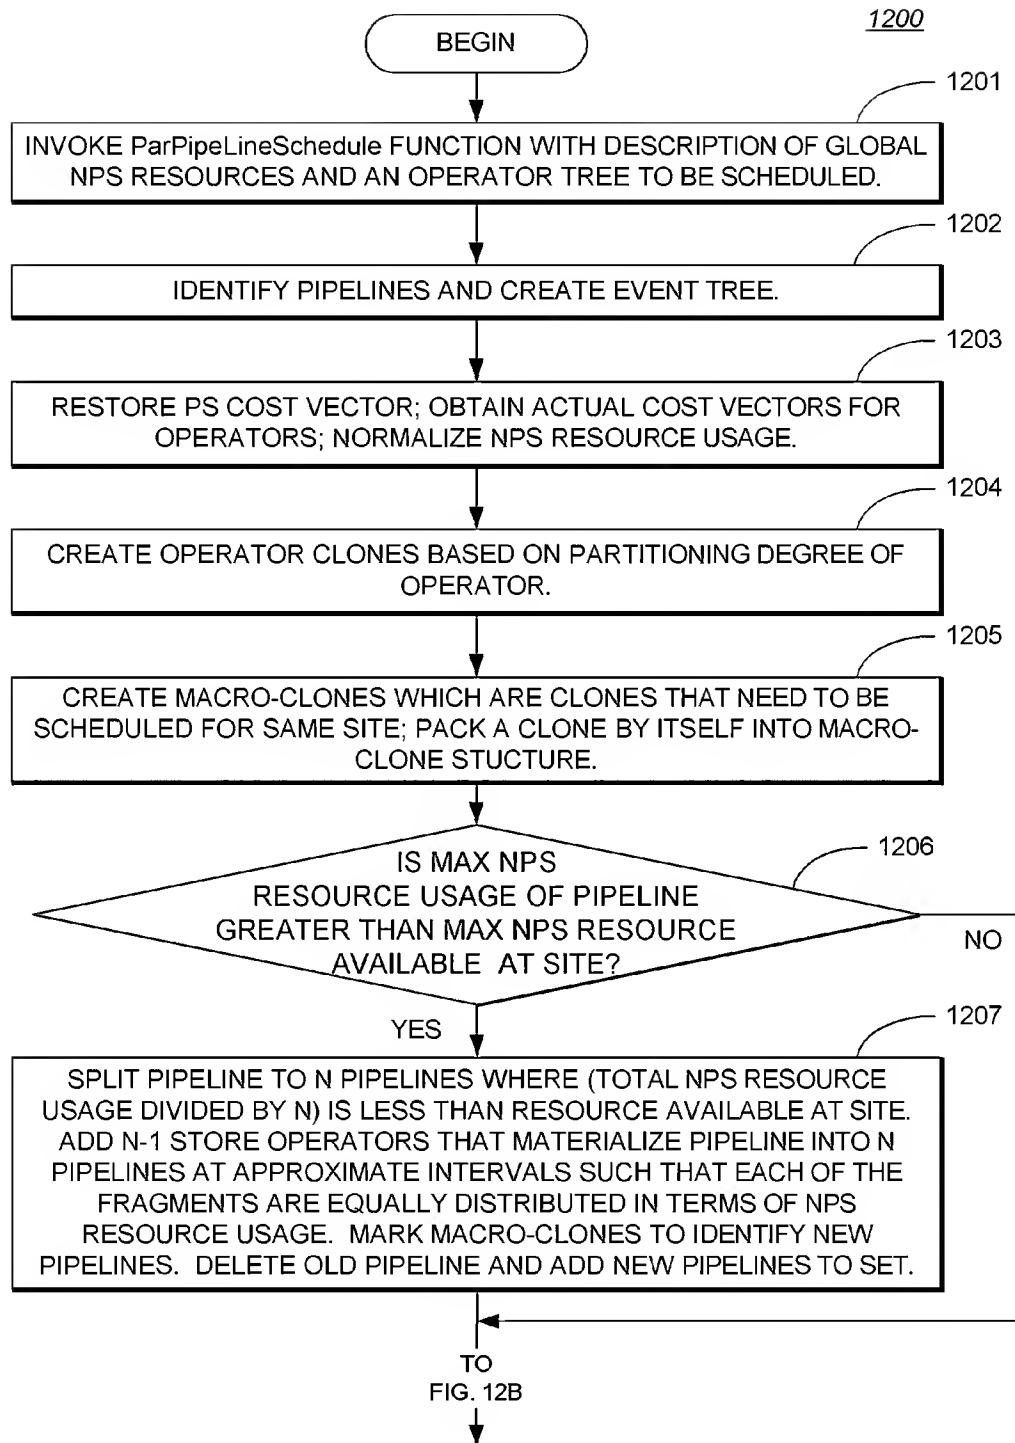 1200
BEGIN
1201
INVOKE ParPipeLineSchedule FUNCTION WITH DESCRIPTION OF GLOBAL
NPS RESOURCES AND AN OPERATOR TREE TO BE SCHEDULED.
1202
IDENTIFY PIPELINES AND CREATE EVENT TREE.
1203
RESTORE PS COST VECTOR; OBTAIN ACTUAL COST VECTORS FOR
OPERATORS; NORMALIZE NPS RESOURCE USAGE.
1204
CREATE OPERATOR CLONES BASED ON PARTITIONING DEGREE OF
OPERATOR.
1205
CREATE MACRO-CLONES WHICH ARE CLONES THAT NEED TO BE
SCHEDULED FOR SAME SITE; PACK A CLONE BY ITSELF INTO MACRO-
CLONE STUCTURE.
1206
IS MAX NPS
RESOURCE USAGE OF PIPELINE
GREATER THAN MAX NPS RESOURCE
AVAILABLE AT SITE?
NO
YES
1207
SPLIT PIPELINE TO N PIPELINES WHERE (TOTAL NPS RESOURCE
USAGE DIVIDED BY N) IS LESS THAN RESOURCE AVAILABLE AT SITE.
ADD N-1 STORE OPERATORS THAT MATERIALIZE PIPELINE INTO N
PIPELINES AT APPROXIMATE INTERVALS SUCH THAT EACH OF THE
FRAGMENTS ARE EQUALLY DISTRIBUTED IN TERMS OF NPS
RESOURCE USAGE. MARK MACRO-CLONES TO IDENTIFY NEW
PIPELINES. DELETE OLD PIPELINE AND ADD NEW PIPELINES TO SET.
TO
FIG. 12B